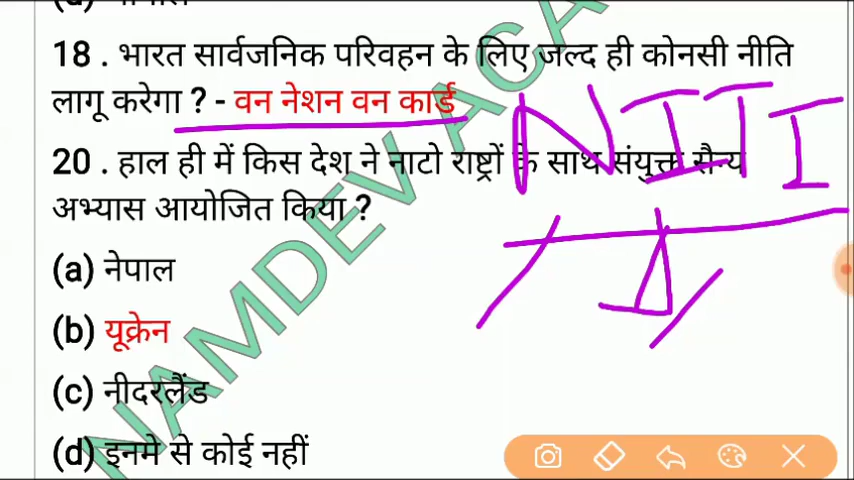 18 . भारत सार्वजनिक परिवहन के लिए जल्द ही कोनसी नीति
लागू करेगा ? - वन नेशन वन कार्ड
20 . हाल ही में किस देश ने नाटो राष्ट्रों के साथ संयुक्त सैन्य
अभ्यास आयोजित किया ?
(a) नेपाल
(b) यूक्रेन
(c) नीदरलैंड
(d) इनमे से कोई नहीं
NAMDEV ACA